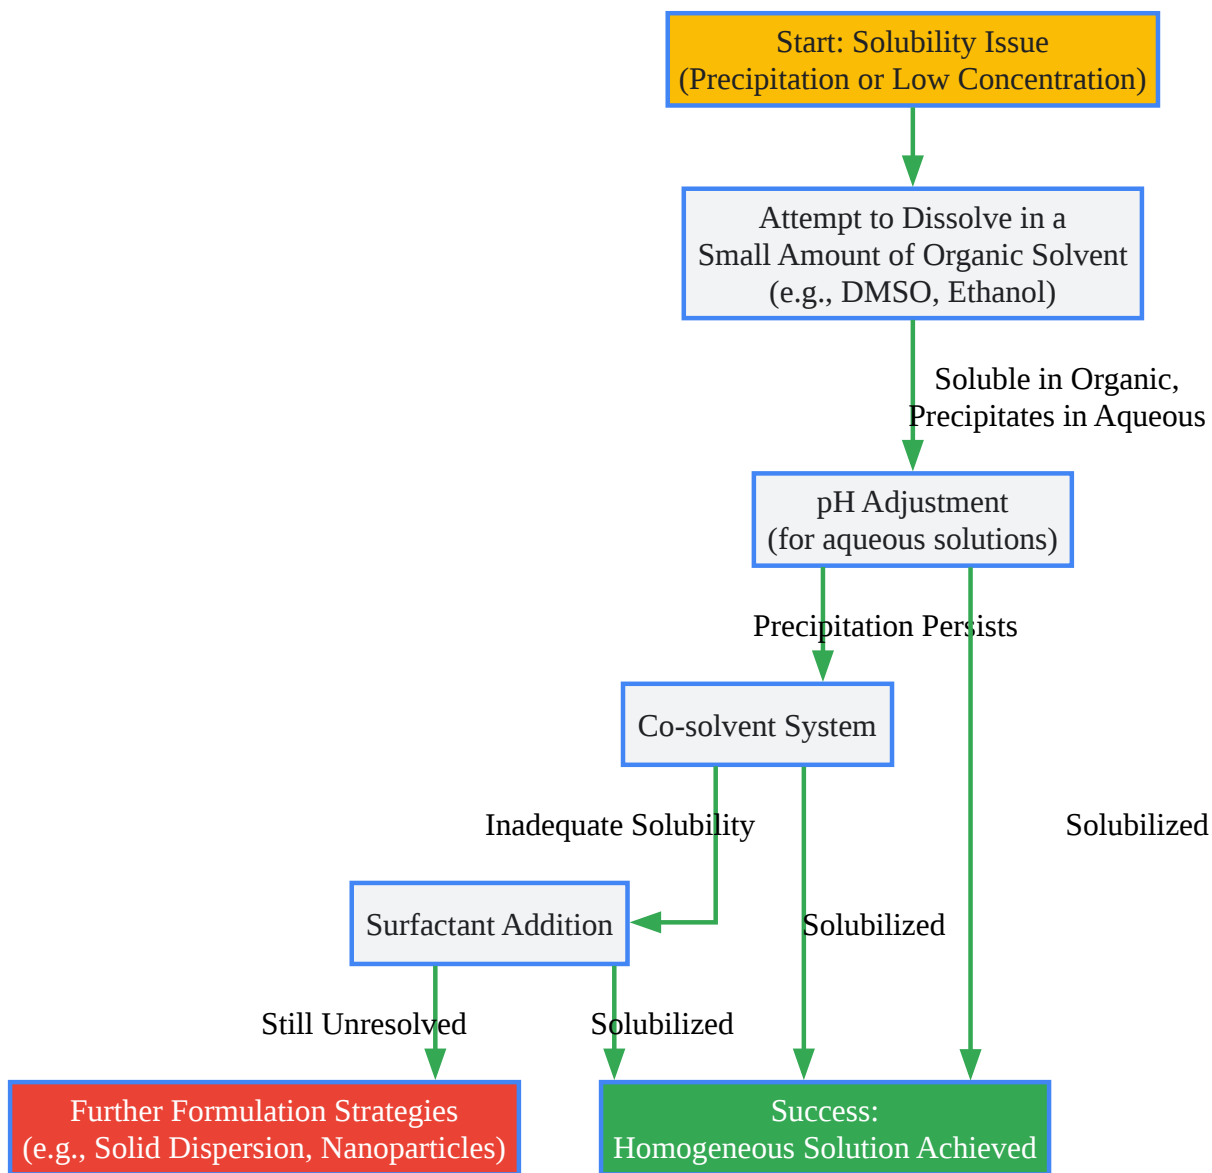 Start: Solubility Issue
(Precipitation or Low Concentration)
Attempt to Dissolve in a
Small Amount of Organic Solvent
(e.g., DMSO, Ethanol)
Soluble in Organic,
Precipitates in Aqueous
pH Adjustment
(for aqueous solutions)
Precipitation Persists
Co-solvent System
Inadequate Solubility
Solubilized
Surfactant Addition
Solubilized
Still Unresolved
Solubilized
Further Formulation Strategies
(e.g., Solid Dispersion, Nanoparticles)
Success:
Homogeneous Solution Achieved